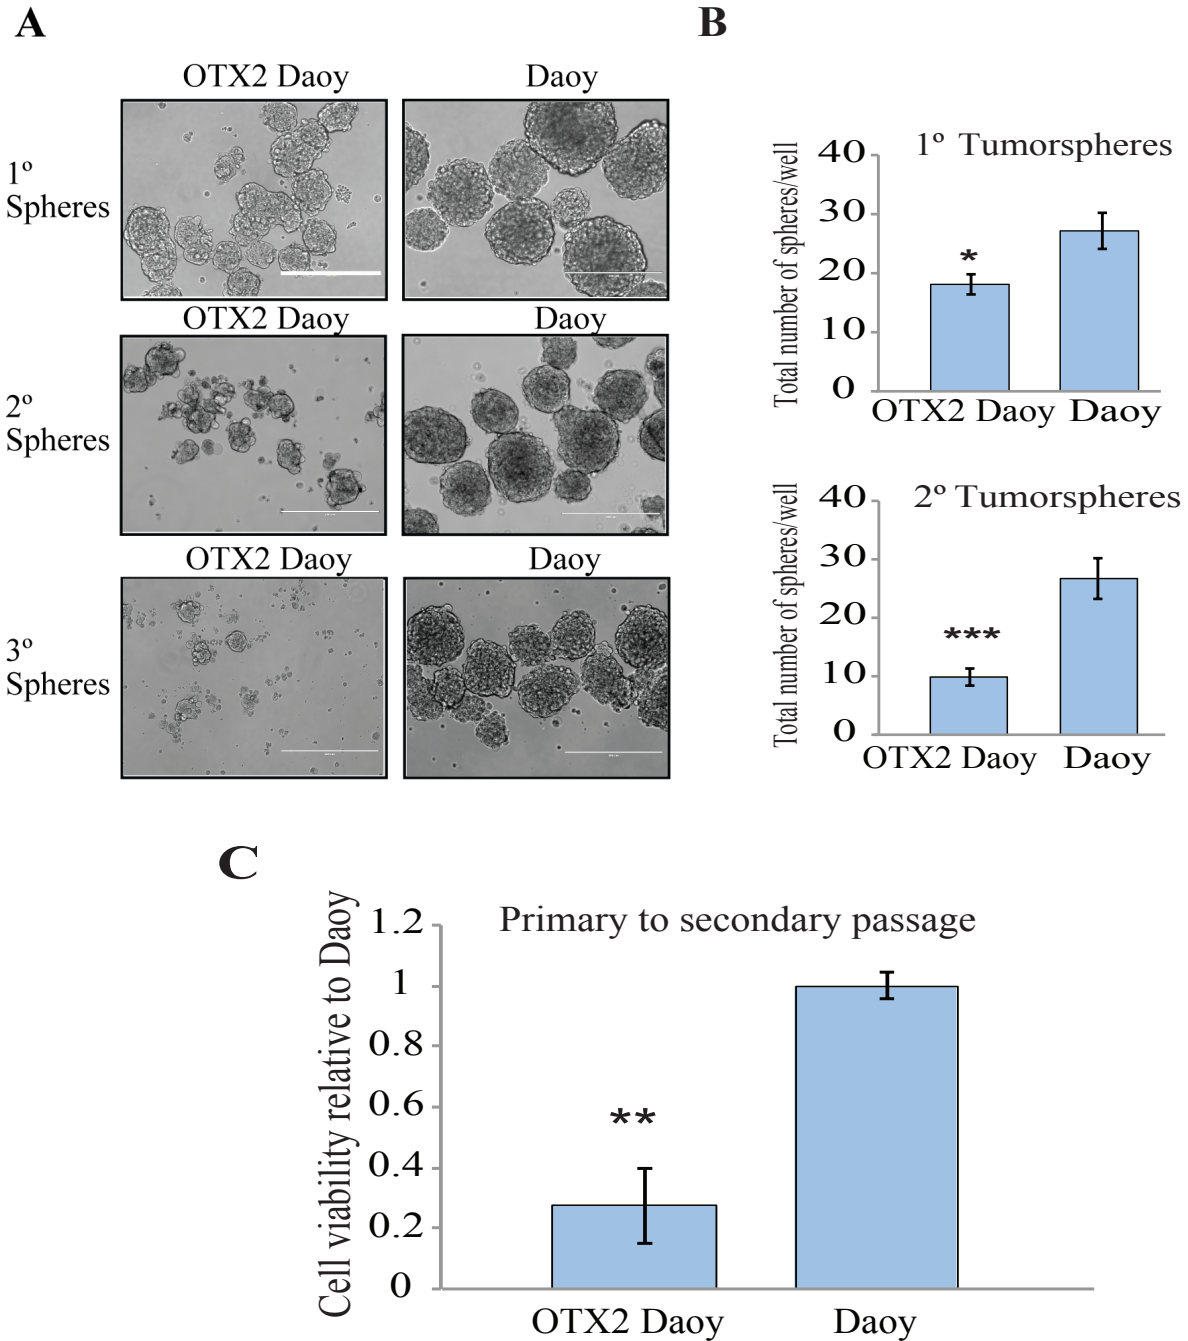 A
OTX2 Daoy
Daoy
1º
Spheres
OTX2 Daoy
Daoy
2º
Spheres
OTX2 Daoy
Daoy
3º
Spheres
B
1º Tumorspheres
Total number of spheres/well
40
30
20
10
0
*
OTX2 Daoy
Daoy
2º Tumorspheres
Total number of spheres/well
40
30
20
10
0
***
OTX2 Daoy
Daoy
C
Primary to secondary passage
Cell viability relative to Daoy
1.2
1
0.8
0.6
0.4
0.2
0
**
OTX2 Daoy
Daoy